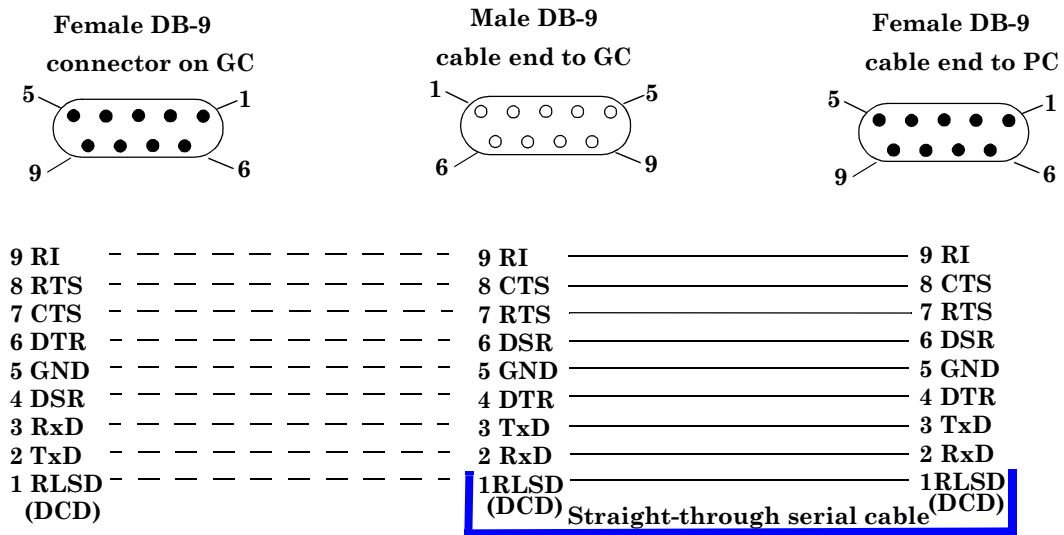 Female DB-9
connector on GC
Male DB-9
cable end to GC
Female DB-9
cable end to PC
5 1
9 6
1 5
6 9
5 1
9 6
9 RI 9 RI 9 RI
8 RTS 8 CTS 8 CTS
7 CTS 7 RTS 7 RTS
6 DTR 6 DSR 6 DSR
5 GND 5 GND 5 GND
4 DSR 4 DTR 4 DTR
3 RxD 3 TxD 3 TxD
2 TxD 2 RxD 2 RxD
1 RLSD 1RLSD 1RLSD
(DCD) (DCD) (DCD)
Straight-through serial cable